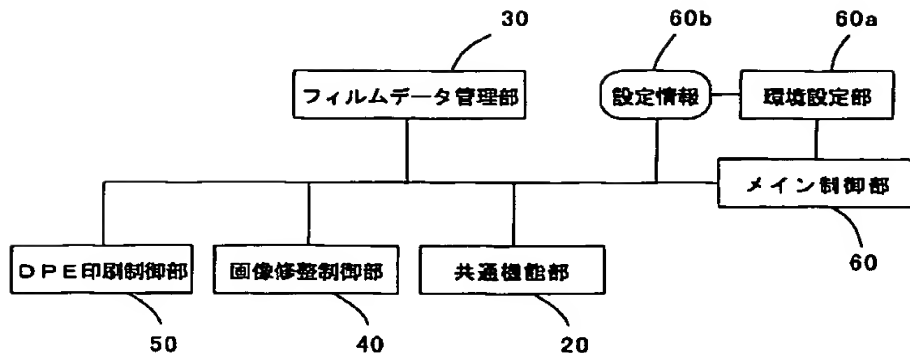 30
60b
60a
フィルムデータ管理部
設定情報
環境設定部
メイン制御部
DPE印刷制御部
画像修整制御部
共通機能部
60
50
40
20